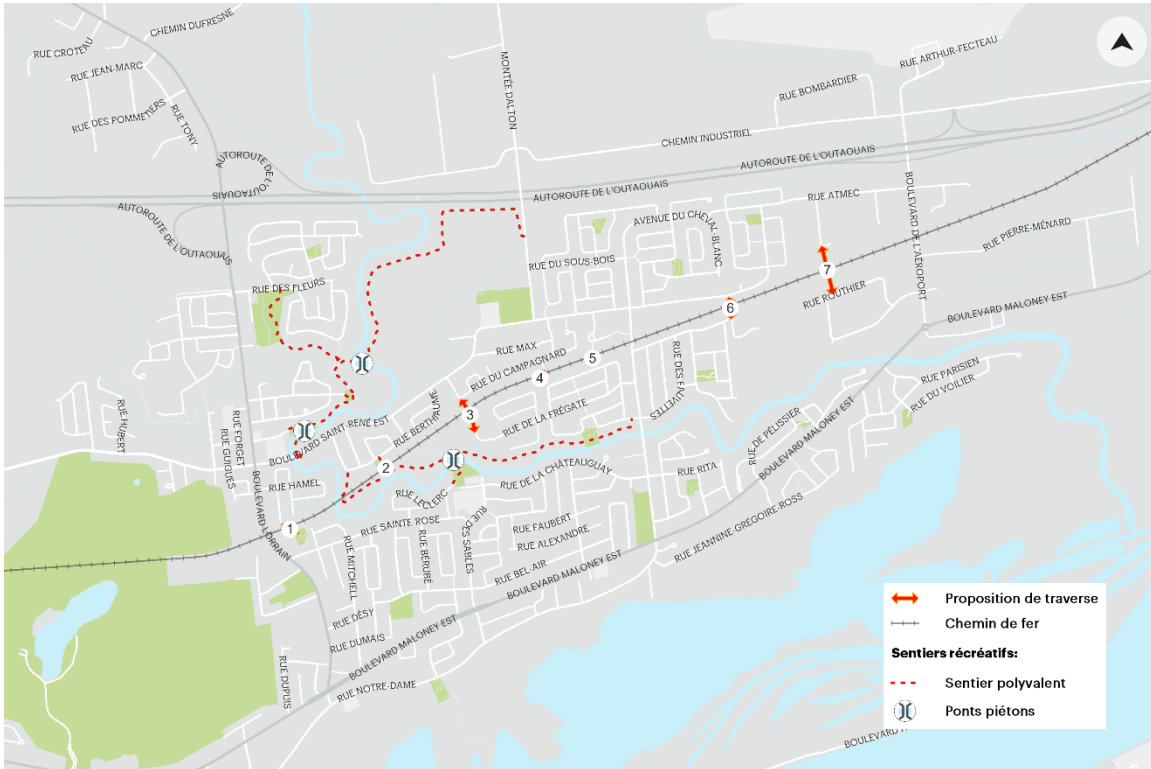 CHEMIN DUFRESNE
RUE CROTEAU
RUE JEAN-MARC
RUE DES POMMETIERS
RUE TONY
MONTÉE DALTON
RUE ARTHUR-FECTEAU
RUE BOMBARDIER
CHEMIN INDUSTRIEL
AUTOROUTE DE L'OUTAOUAIS
AUTOROUTE DE
L'OUTAOUAIS
AUTOROUTE DE L'OUTAOUAIS
AUTOROUTE DE L'OUTAOUAIS
RUE ATMEC
AVENUE DU CHEVAL-BLANC
BOULEVARD DE L'AÉROPORT
RUE PIERRE-MÉNARD
RUE DU SOUS-BOIS
RUE DES FLEURS
7
RUE ROUTHIER
6
BOULEVARD MALONEY EST
RUE MAX
RUE DU CAMPAGNARD
5
4
RUE DES FAUVETTES
RUE PARISIEN
RUE DU VOILIER
RUE BERTHIAUME
3
RUE DE LA FRÉGATE
RUE HUBERT
RUE FORGET
RUE GUIGUES
BOULEVARD SAINT-RENÉ EST
RUE DE PÉLISSIER
BOULEVARD MALONEY EST
2
RUE DE LA CHÂTEAUGUAY
RUE RITA
RUE HAMEL
RUE LECLERC
BOULEVARD LORRAIN
1
RUE SAINTE-ROSE
RUE DES SABLES
RUE FAUBERT
RUE ALEXANDRE
RUE JEANNINE-GRÉGOIRE-ROSS
RUE MITCHELL
RUE BÉRUBÉ
RUE BEL-AIR
BOULEVARD MALONEY EST
RUE DÉSY
RUE DUMAIS
BOULEVARD MALONEY EST
RUE DUPUIS
RUE NOTRE-DAME
Proposition de traverse
Chemin de fer
Sentiers récréatifs:
Sentier polyvalent
Ponts piétons
BOULEVARD